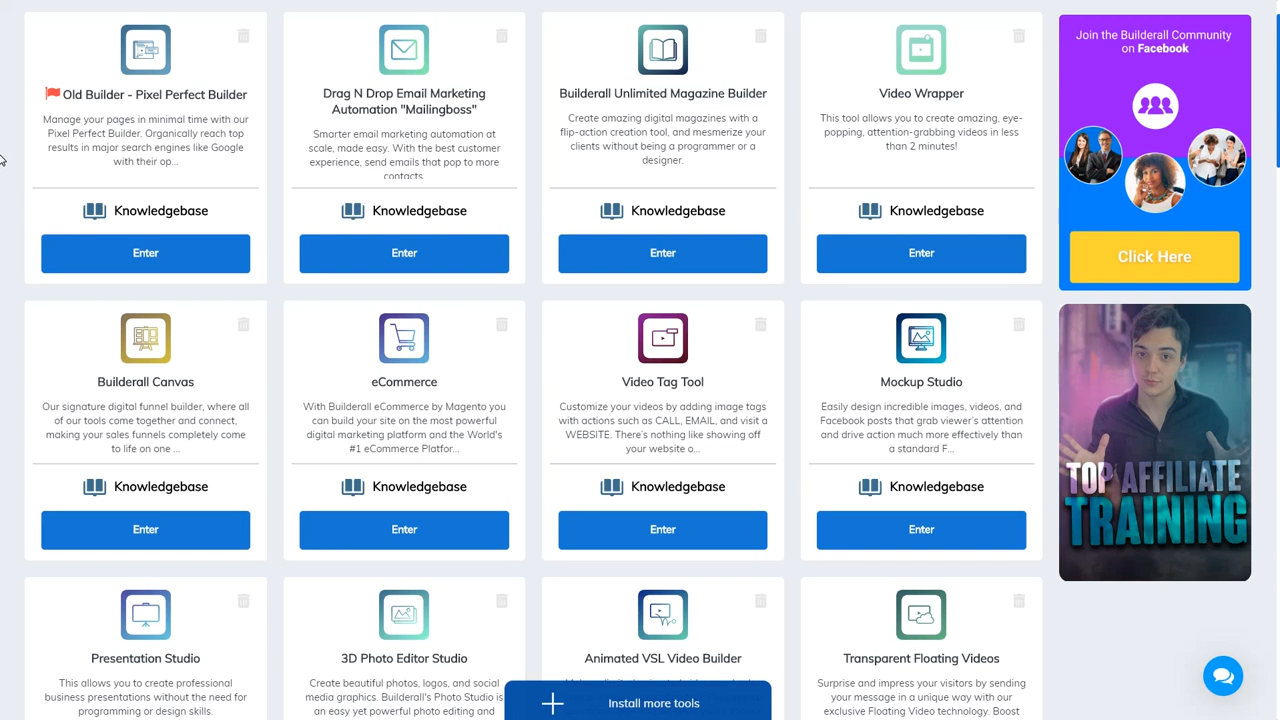 Old Builder - Pixel Perfect Builder
Manage your pages in minimal time with our
Pixel Perfect Builder. Organically reach top
results in major search engines like Google
with their op...
Knowledgebase
Enter
Drag N Drop Email Marketing
Automation "Mailingboss"
Smarter email marketing automation at
scale, made easy. With the best customer
experience, send emails that pop to more
contacts
Knowledgebase
Enter
Builderall Unlimited Magazine Builder
Create amazing digital magazines with a
flip-action creation tool, and mesmerize your
clients without being a programmer or a
designer.
Knowledgebase
Enter
Video Wrapper
This tool allows you to create amazing, eye-
popping, attention-grabbing videos in less
than 2 minutes!
Knowledgebase
Enter
Join the Builderall Community
on Facebook
Click Here
Builderall Canvas
Our signature digital funnel builder, where all
of our tools come together and connect,
making your sales funnels completely come
to life on one ...
Knowledgebase
Enter
eCommerce
With Builderall eCommerce by Magento you
can build your site on the most powerful
digital marketing platform and the World's
#1 eCommerce Platfor...
Knowledgebase
Enter
Video Tag Tool
Customize your videos by adding image tags
with actions such as CALL, EMAIL, and visit a
WEBSITE. There's nothing like showing off
your website o...
Knowledgebase
Enter
Mockup Studio
Easily design incredible images, videos, and
Facebook posts that grab viewer's attention
and drive action much more effectively than
a standard F...
Knowledgebase
Enter
TOP AFFILIATE
TRAINING
Presentation Studio
This allows you to create professional
business presentations without the need for
programming or design skills.
3D Photo Editor Studio
Create beautiful photos, logos, and social
media graphics. Builderall's Photo Studio is
an easy yet powerful photo editing and
Animated VSL Video Builder
Transparent Floating Videos
Surprise and impress your visitors by sending
your message in a unique way with our
exclusive Floating Video technology. Boost
Install more tools